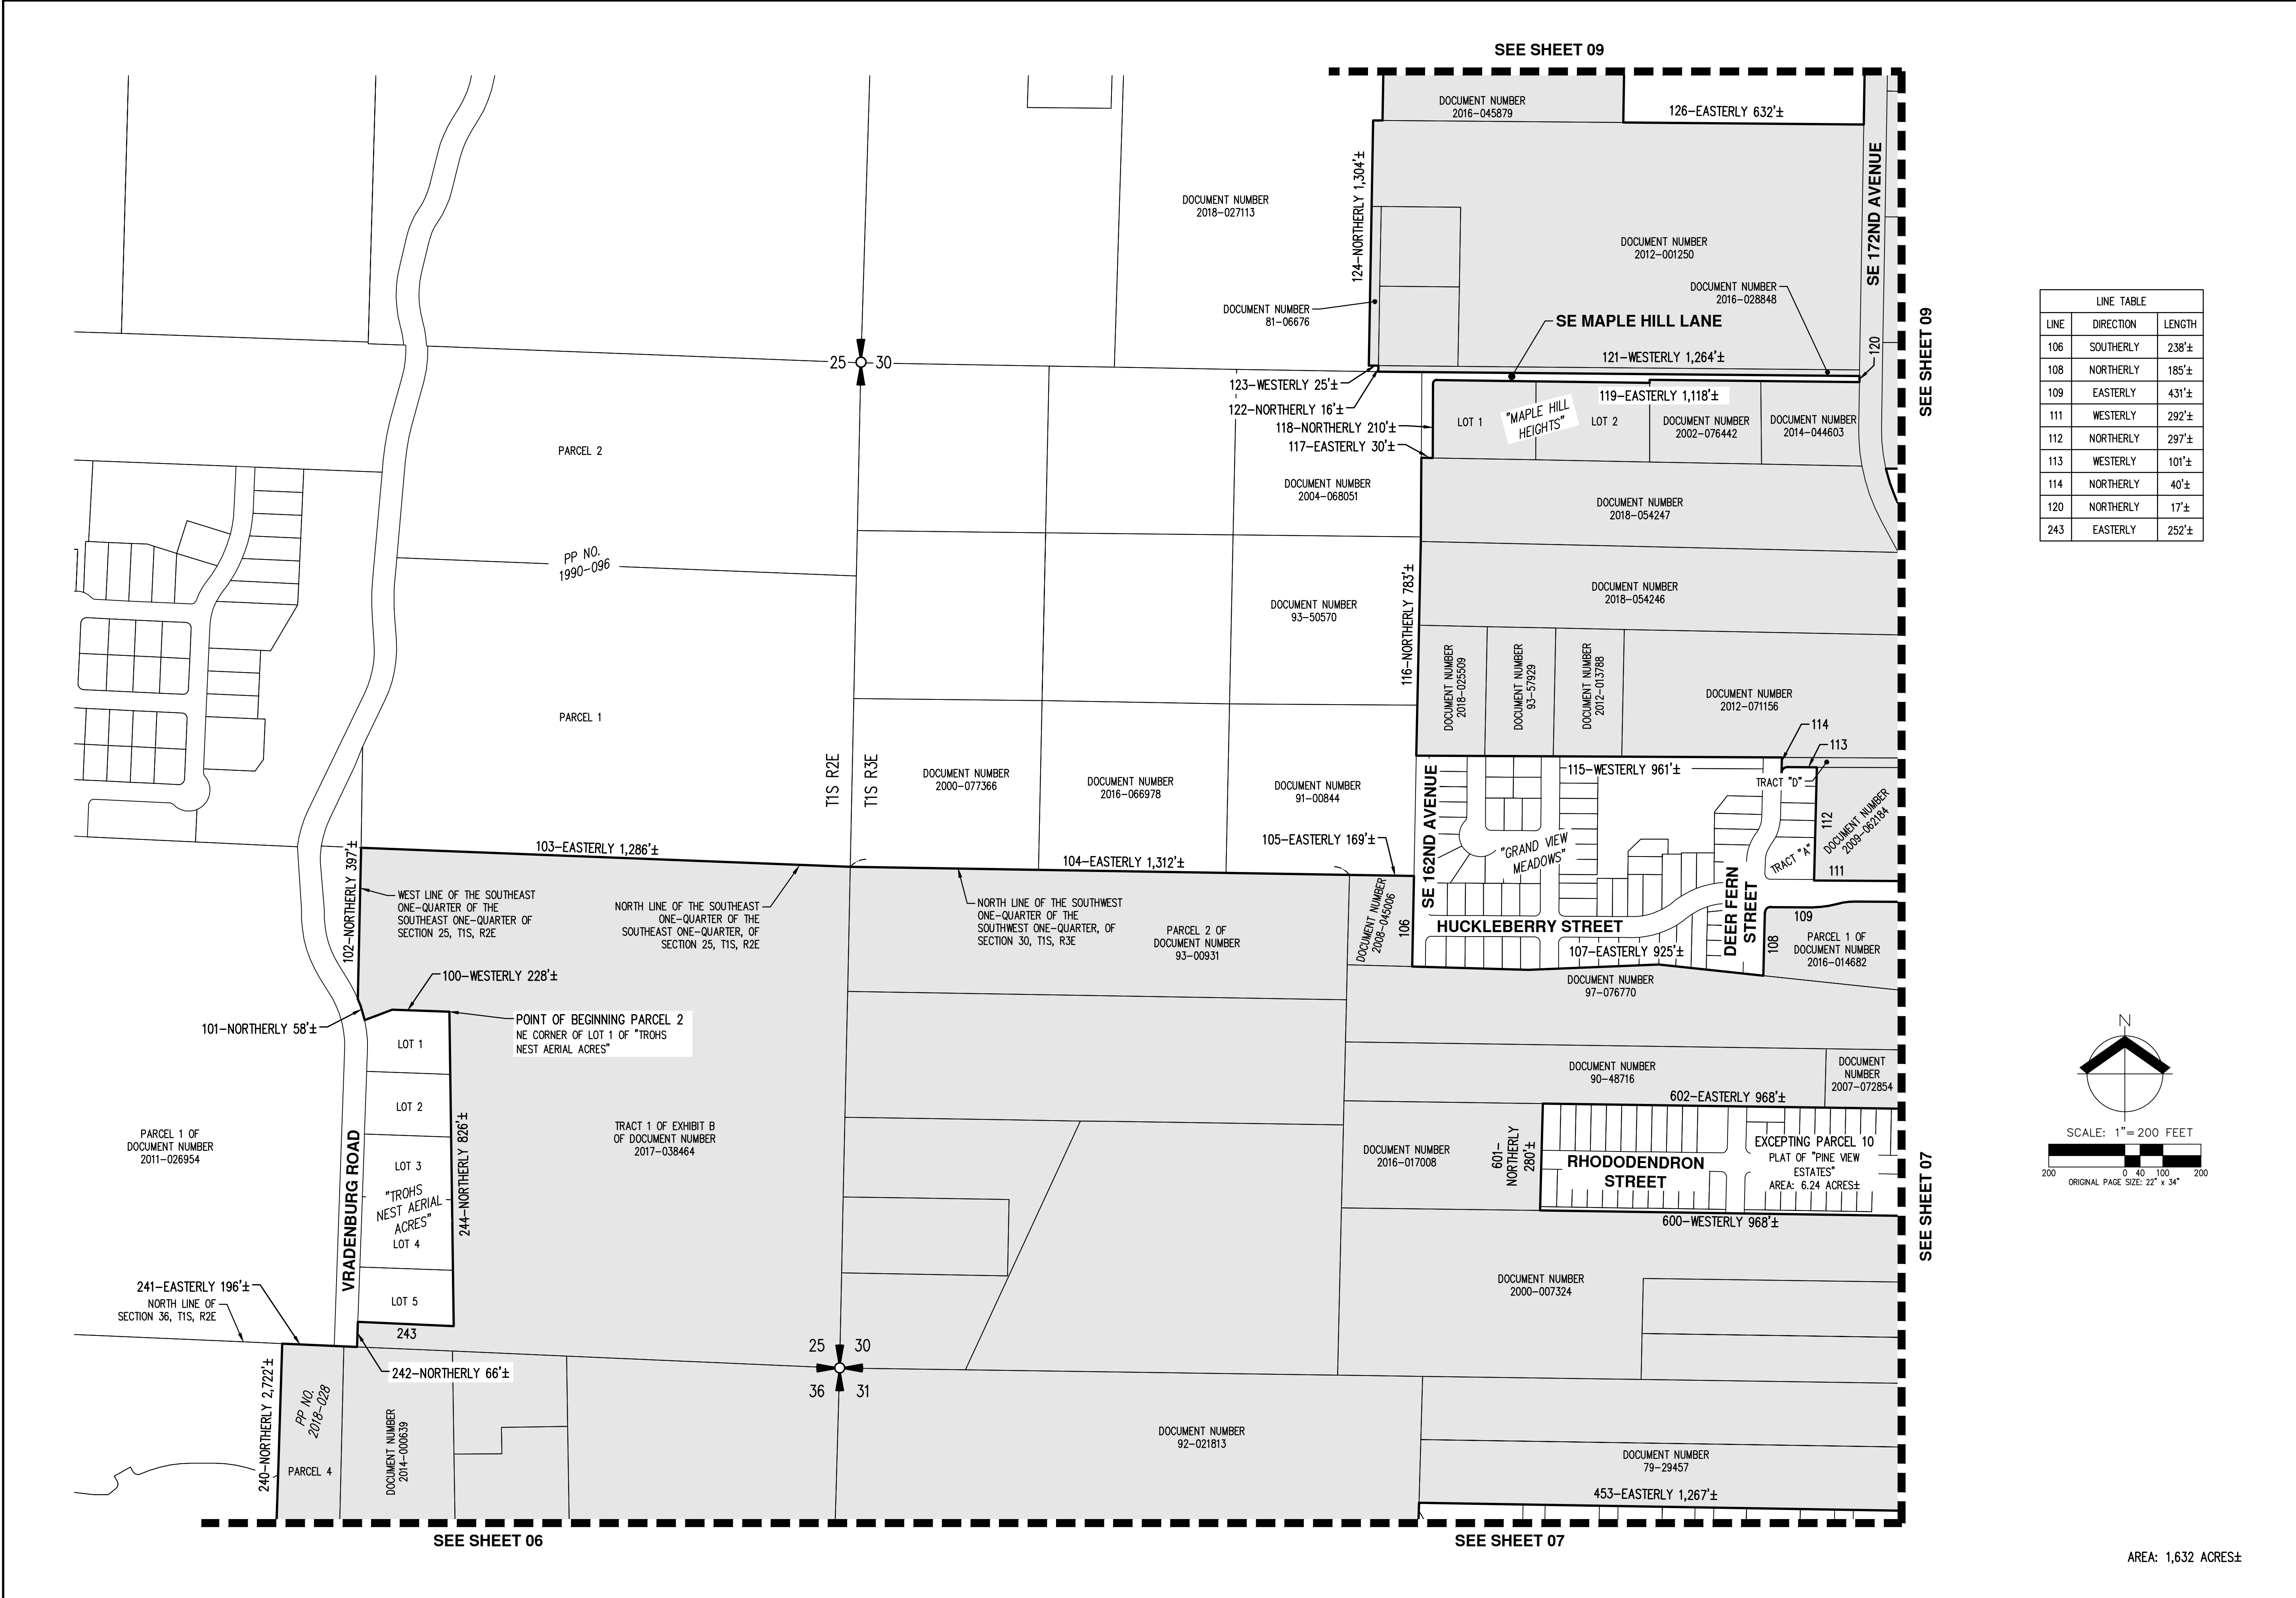 SEE SHEET 09
DOCUMENT NUMBER
2016-045879
126-EASTERLY 632'±
124-NORTHERLY 1,304'±
SE 172ND AVENUE
DOCUMENT NUMBER
2018-027113
DOCUMENT NUMBER
2012-001250
DOCUMENT NUMBER
2016-028848
DOCUMENT NUMBER
81-06676
SE MAPLE HILL LANE
120
SEE SHEET 09
LINE TABLE
LINE DIRECTION LENGTH
106 SOUTHERLY 238'±
108 NORTHERLY 185'±
109 EASTERLY 431'±
111 WESTERLY 292'±
112 NORTHERLY 297'±
113 WESTERLY 101'±
114 NORTHERLY 40'±
120 NORTHERLY 17'±
243 EASTERLY 252'±
25 30
121-WESTERLY 1,264'±
123-WESTERLY 25'±
122-NORTHERLY 16'±
118-NORTHERLY 210'±
117-EASTERLY 30'±
119-EASTERLY 1,118'±
LOT 1
"MAPLE HILL
HEIGHTS"
LOT 2
DOCUMENT NUMBER
2002-076442
DOCUMENT NUMBER
2014-044603
PARCEL 2
DOCUMENT NUMBER
2004-068051
DOCUMENT NUMBER
2018-054247
PP NO.
1990-096
116-NORTHERLY 783'±
DOCUMENT NUMBER
2018-054246
DOCUMENT NUMBER
93-50570
DOCUMENT NUMBER
2018-025509
DOCUMENT NUMBER
93-57929
DOCUMENT NUMBER
2012-013788
DOCUMENT NUMBER
2012-071156
PARCEL 1
114
113
T1S R2E
T1S R3E
DOCUMENT NUMBER
2000-077366
DOCUMENT NUMBER
2016-066978
DOCUMENT NUMBER
91-00844
115-WESTERLY 961'±
TRACT "D"
SE 162ND AVENUE
112
DOCUMENT NUMBER
2009-062184
"GRAND VIEW
MEADOWS"
TRACT "A"
111
102-NORTHERLY 397'±
103-EASTERLY 1,286'±
104-EASTERLY 1,312'±
105-EASTERLY 169'±
WEST LINE OF THE SOUTHEAST
ONE-QUARTER OF THE
SOUTHEAST ONE-QUARTER OF
SECTION 25, T1S, R2E
NORTH LINE OF THE SOUTHEAST
ONE-QUARTER OF THE
SOUTHEAST ONE-QUARTER, OF
SECTION 25, T1S, R2E
NORTH LINE OF THE SOUTHWEST
ONE-QUARTER OF THE
SOUTHWEST ONE-QUARTER, OF
SECTION 30, T1S, R3E
PARCEL 2 OF
DOCUMENT NUMBER
93-00931
DOCUMENT NUMBER
2008-045006
106
HUCKLEBERRY STREET
DEER FERN
STREET
109
108
PARCEL 1 OF
DOCUMENT NUMBER
2016-014682
107-EASTERLY 925'±
DOCUMENT NUMBER
97-076770
100-WESTERLY 228'±
101-NORTHERLY 58'±
POINT OF BEGINNING PARCEL 2
NE CORNER OF LOT 1 OF "TROHS
NEST AERIAL ACRES"
LOT 1
LOT 2
LOT 3
"TROHS
NEST AERIAL
ACRES"
LOT 4
LOT 5
244-NORTHERLY 826'±
VRADENBURG ROAD
PARCEL 1 OF
DOCUMENT NUMBER
2011-026954
TRACT 1 OF EXHIBIT B
OF DOCUMENT NUMBER
2017-038464
DOCUMENT NUMBER
90-48716
DOCUMENT
NUMBER
2007-072854
602-EASTERLY 968'±
DOCUMENT NUMBER
2016-017008
601-
NORTHERLY
280'±
RHODODENDRON
STREET
EXCEPTING PARCEL 10
PLAT OF "PINE VIEW
ESTATES"
AREA: 6.24 ACRES±
600-WESTERLY 968'±
SEE SHEET 07
N
SCALE: 1"= 200 FEET
200 0 40 100 200
ORIGINAL PAGE SIZE: 22" x 34"
241-EASTERLY 196'±
NORTH LINE OF
SECTION 36, T1S, R2E
243
242-NORTHERLY 66'±
DOCUMENT NUMBER
2000-007324
25 30
36 31
240-NORTHERLY 2,722'±
PP NO.
2018-028
PARCEL 4
DOCUMENT NUMBER
2014-000639
DOCUMENT NUMBER
92-021813
DOCUMENT NUMBER
79-29457
453-EASTERLY 1,267'±
SEE SHEET 06
SEE SHEET 07
AREA: 1,632 ACRES±